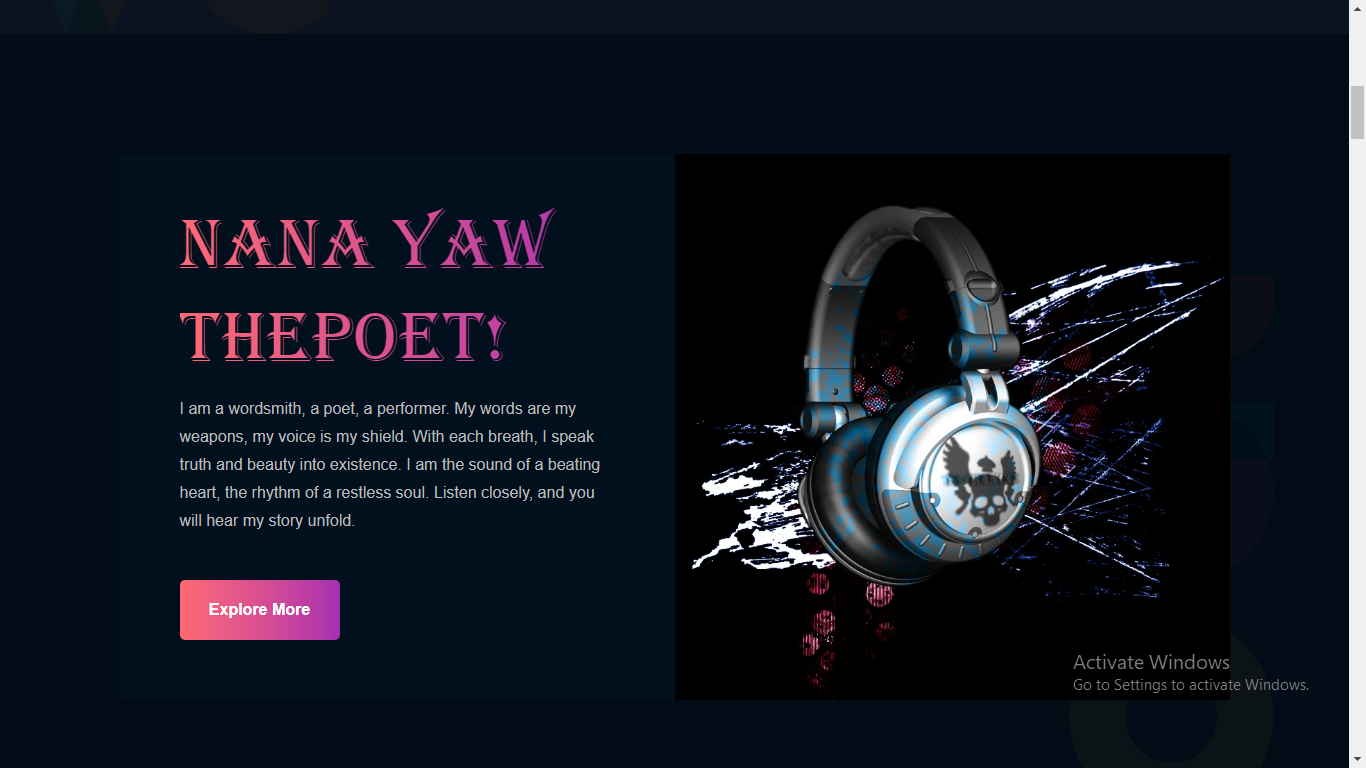 NANA YAW
THEPOET!
I am a wordsmith, a poet, a performer. My words are my
weapons, my voice is my shield. With each breath, I speak
truth and beauty into existence. I am the sound of a beating
heart, the rhythm of a restless soul. Listen closely, and you
will hear my story unfold.
Explore More
Activate Windows
Go to Settings to activate Windows.